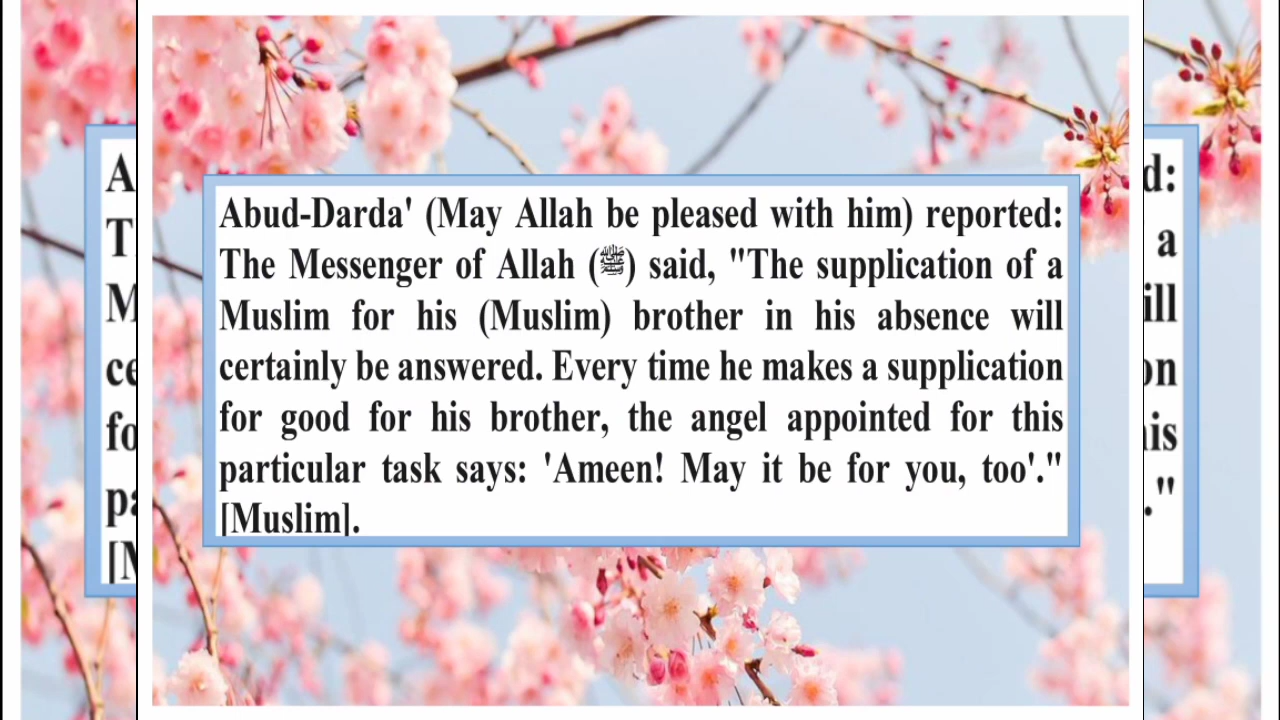 Abud-Darda' (May Allah be pleased with him) reported:
The Messenger of Allah (ﷺ) said, "The supplication of a
Muslim for his (Muslim) brother in his absence will
certainly be answered. Every time he makes a supplication
for good for his brother, the angel appointed for this
particular task says: 'Ameen! May it be for you, too'."
[Muslim].